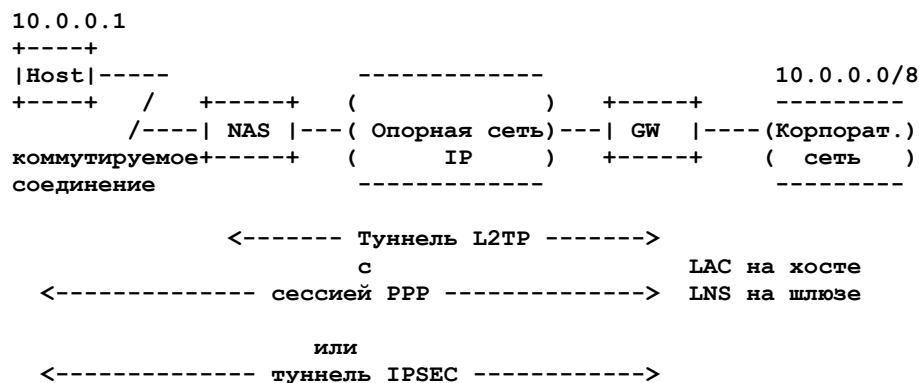 10.0.0.1
+----+
|Host|-----            -------------                10.0.0.0/8
+----+   /   +-----+  (             )   +-----+   ---------
        /----| NAS |---( Опорная сеть)---| GW  |----(Корпорат.)
коммутируемое+-----+  (      IP     )   +-----+   (  сеть   )
соединение             -------------                ---------
<------- Туннель L2TP ------->
с                     LAC на хосте
<-------------- сессией PPP ------------->  LNS на шлюзе
или
<-------------- туннель IPSEC ------------>